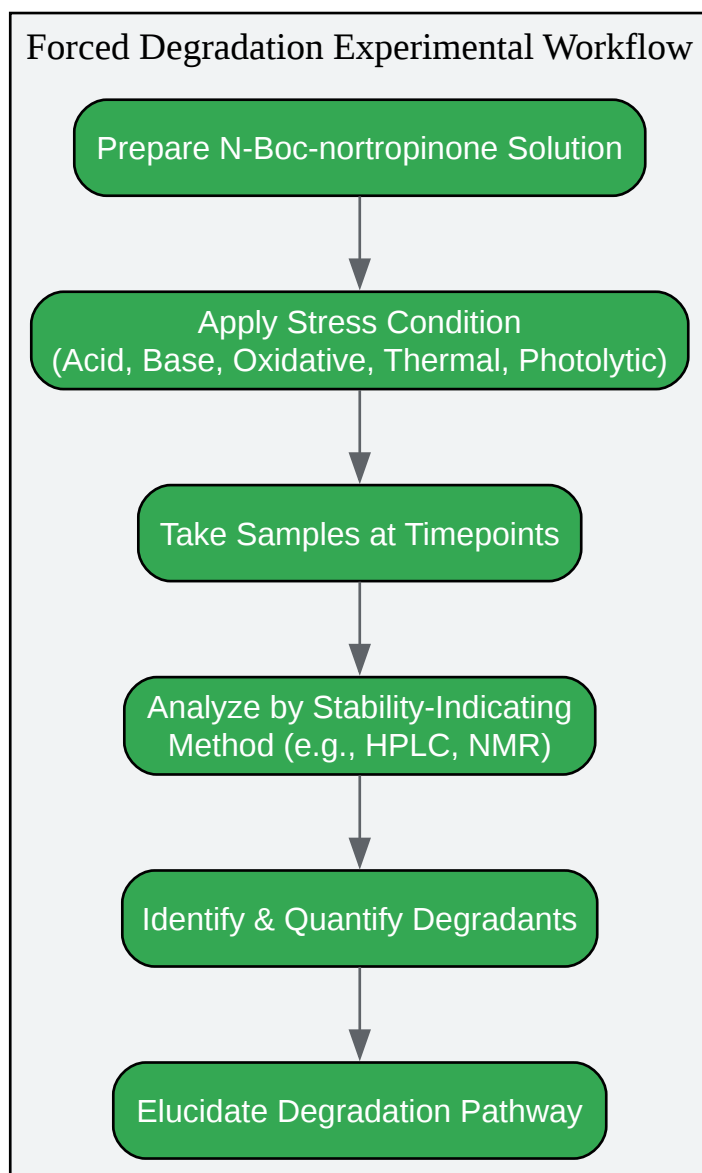 Forced Degradation Experimental Workflow
Prepare N-Boc-nortropinone Solution
Apply Stress Condition
(Acid, Base, Oxidative, Thermal, Photolytic)
Take Samples at Timepoints
Analyze by Stability-Indicating
Method (e.g., HPLC, NMR)
Identify & Quantify Degradants
Elucidate Degradation Pathway